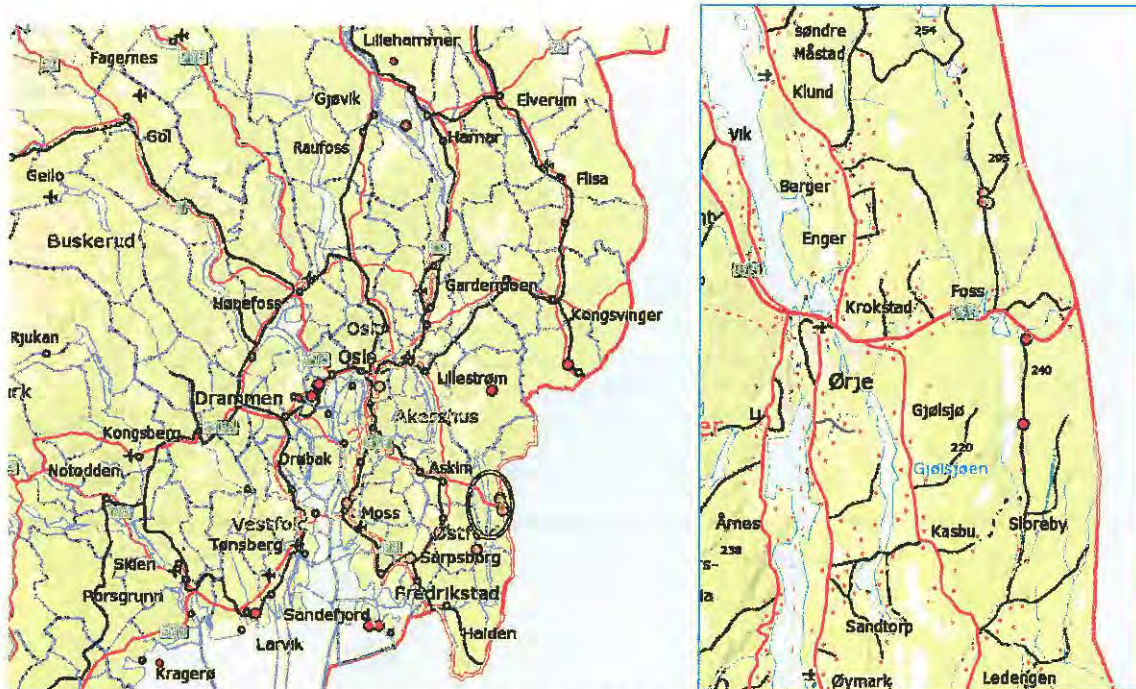 Lillehammer
Fagernes
Gjøvik
Elverum
Gol
Raufoss
Hamar
Geilo
Flisa
Buskerud
Gardermoen
Hønefoss
Kongsvinger
Oslo
Rjukan
Oslo
Lillestrøm
Drammen
Akershus
Kongsberg
Notodden
Drøbak
Askim
Moss
Vestfold
Tønsberg
Sarpsborg
Skien
Porsgrunn
Fredrikstad
Sandefjord
Larvik
Halden
Kragerø
søndre
Måstad
254
Klund
Vik
295
Berger
Enger
Foss
Krokstad
Ørje
240
Gjølsjø
220
Gjølsjøen
Årnes
Kasbu
Sloreby
238
Sandtorp
Øymark
Ledengen